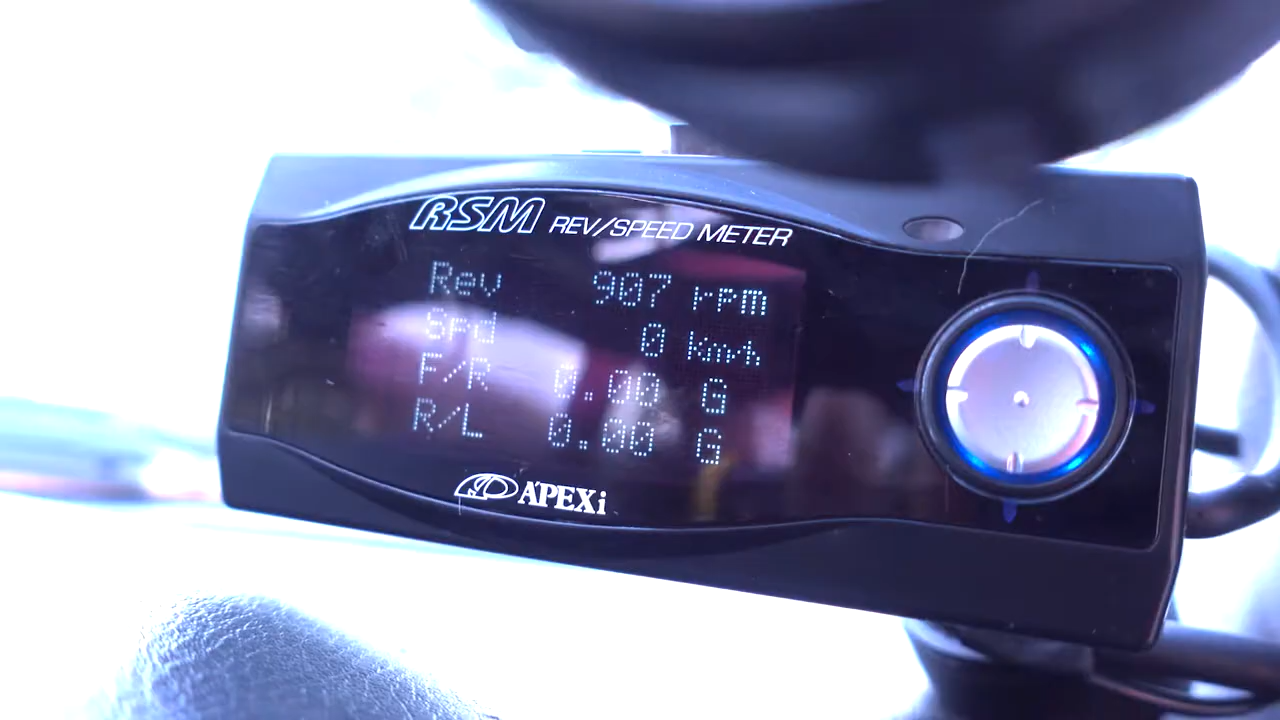 RSM REV/SPEED METER
Rev 907 rpm
Spd 0 Km/h
F/R 0.00 G
R/L 0.00 G
APEXi